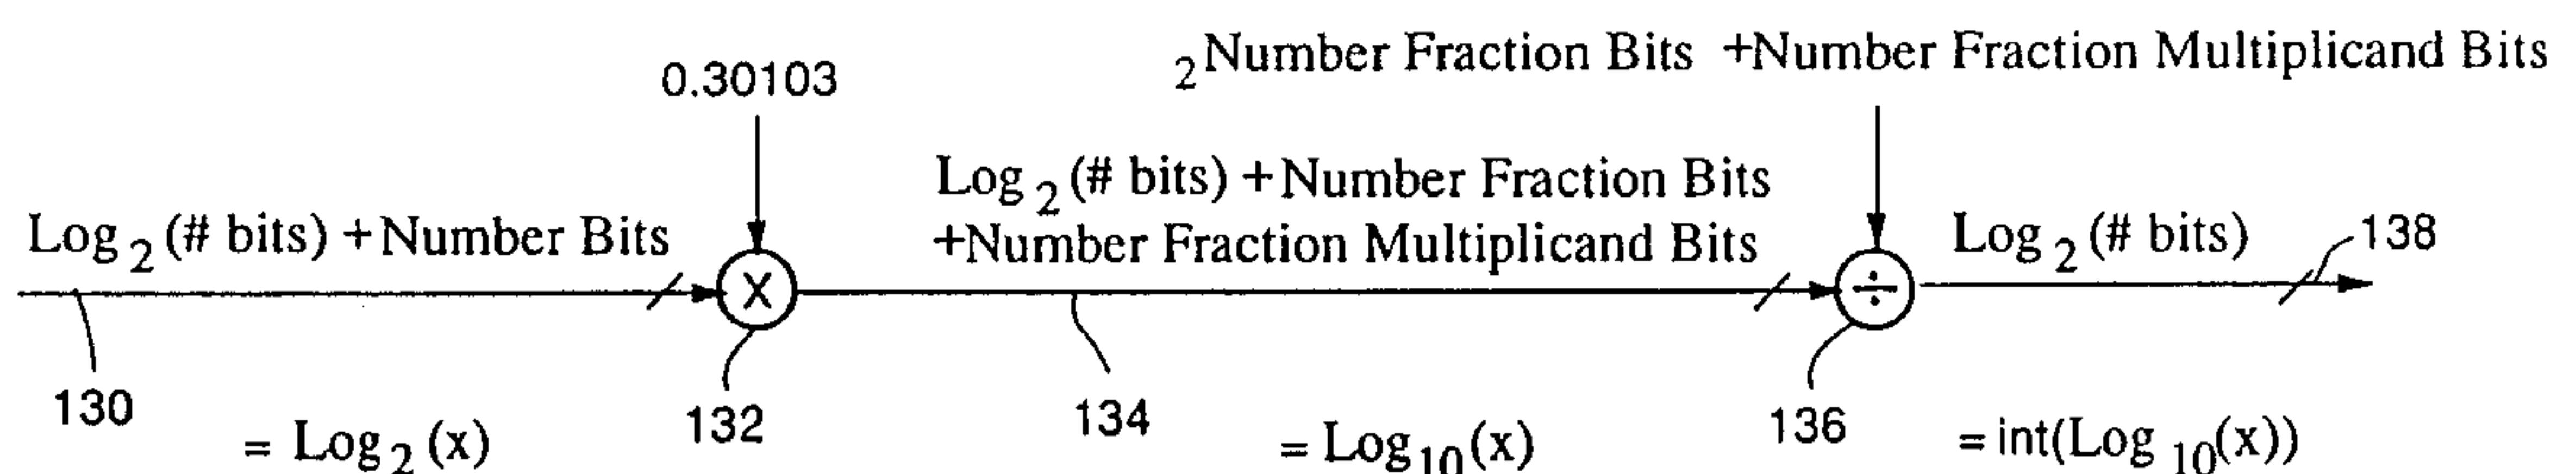 2 Number Fraction Bits +Number Fraction Multiplicand Bits
0.30103
Log 2 (# bits) +Number Fraction Bits
+Number Fraction Multiplicand Bits
Log 2 (# bits) +Number Bits
X
÷
Log 2 (# bits)
138
130
132
134
136
= Log 2 (x)
= Log 10 (x)
= int(Log 10 (x))